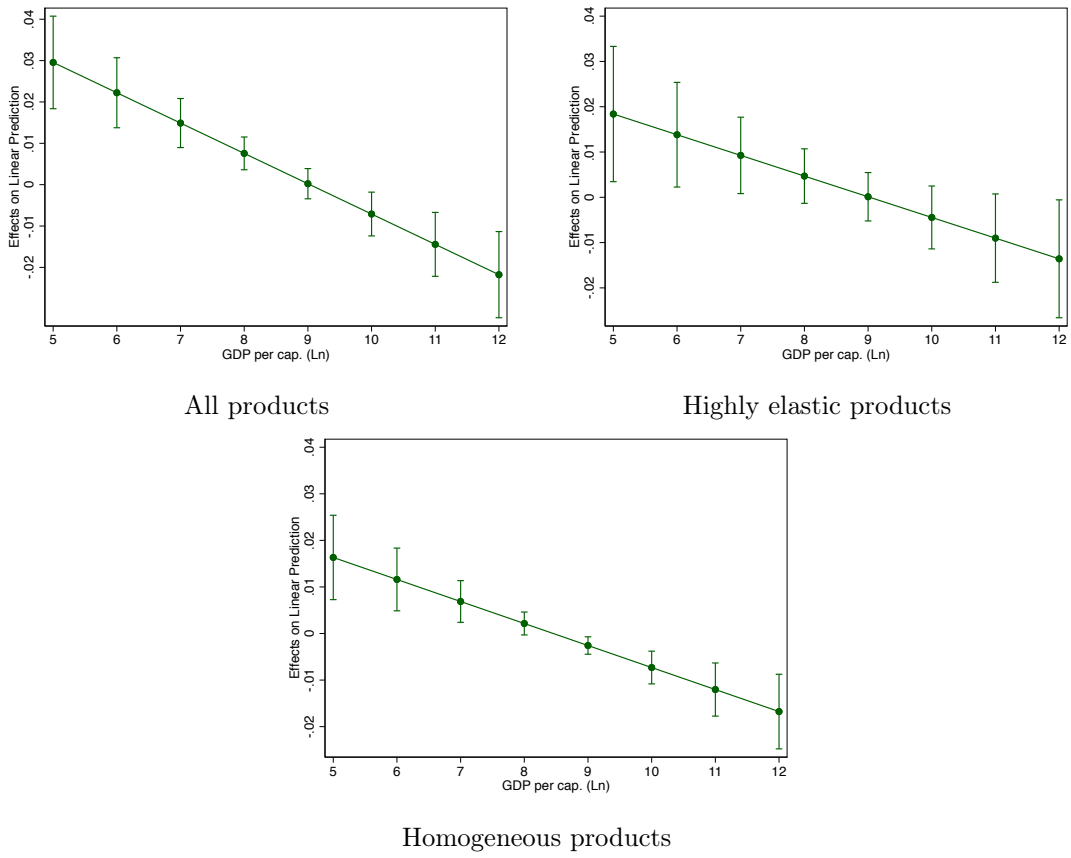 Effects on Linear Prediction
.04
.03
.02
.01
0
-.01
-.02
5 6 7 8 9 10 11 12
GDP per cap. (Ln)
All products
Effects on Linear Prediction
.04
.03
.02
.01
0
-.01
-.02
5 6 7 8 9 10 11 12
GDP per cap. (Ln)
Highly elastic products
Effects on Linear Prediction
.04
.03
.02
.01
0
-.01
-.02
5 6 7 8 9 10 11 12
GDP per cap. (Ln)
Homogeneous products